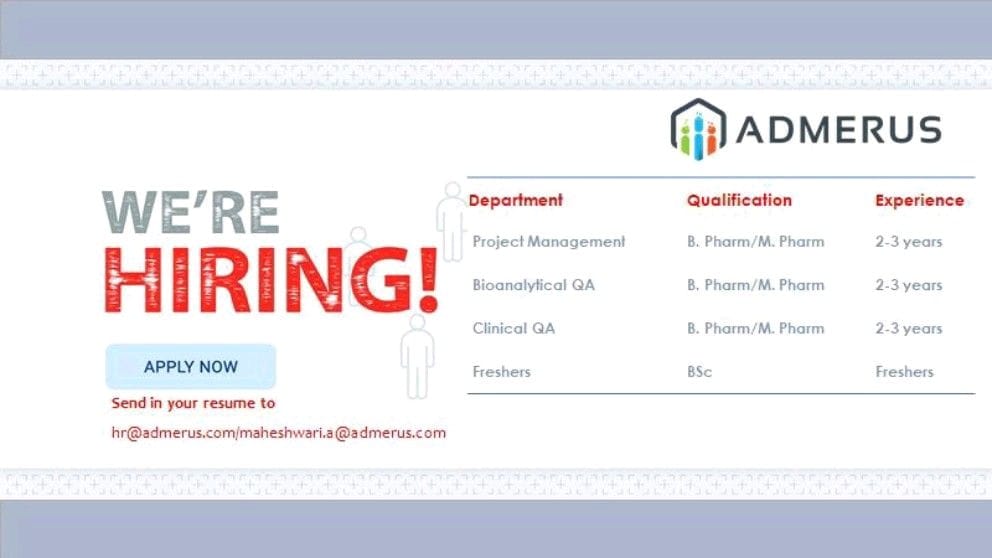 ADMERUS
WE'RE
HIRING!
APPLY NOW
Send in your resume to
hr@admerus.com/maheshwari.a@admerus.com
Department Qualification Experience
Project Management B. Pharm/M. Pharm 2-3 years
Bioanalytical QA B. Pharm/M. Pharm 2-3 years
Clinical QA B. Pharm/M. Pharm 2-3 years
Freshers BSc Freshers